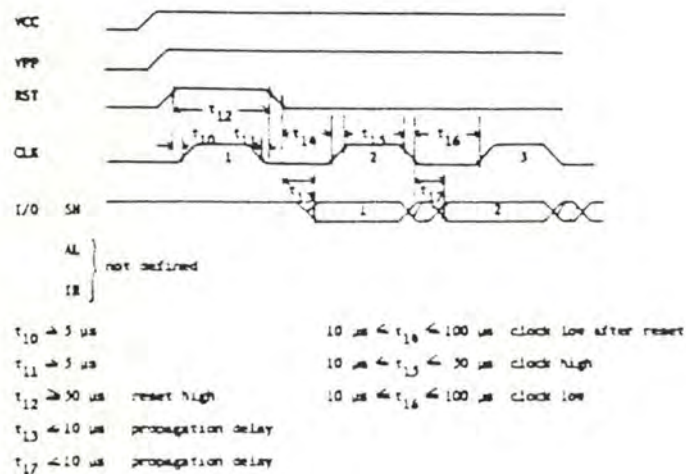 VCC
VPP
RST
t12
t10 t11 t14 t15 t16
CLK 1 2 3
t13 t17
I/O SH 1 2
AL
not defined
IR
t10 ≥ 5 µs 10 µs ≤ t14 ≤ 100 µs clock low after reset
t11 ≥ 5 µs 10 µs ≤ t15 ≤ 50 µs clock high
t12 ≥ 50 µs reset high 10 µs ≤ t16 ≤ 100 µs clock low
t13 ≤ 10 µs propagation delay
t17 ≤ 10 µs propagation delay